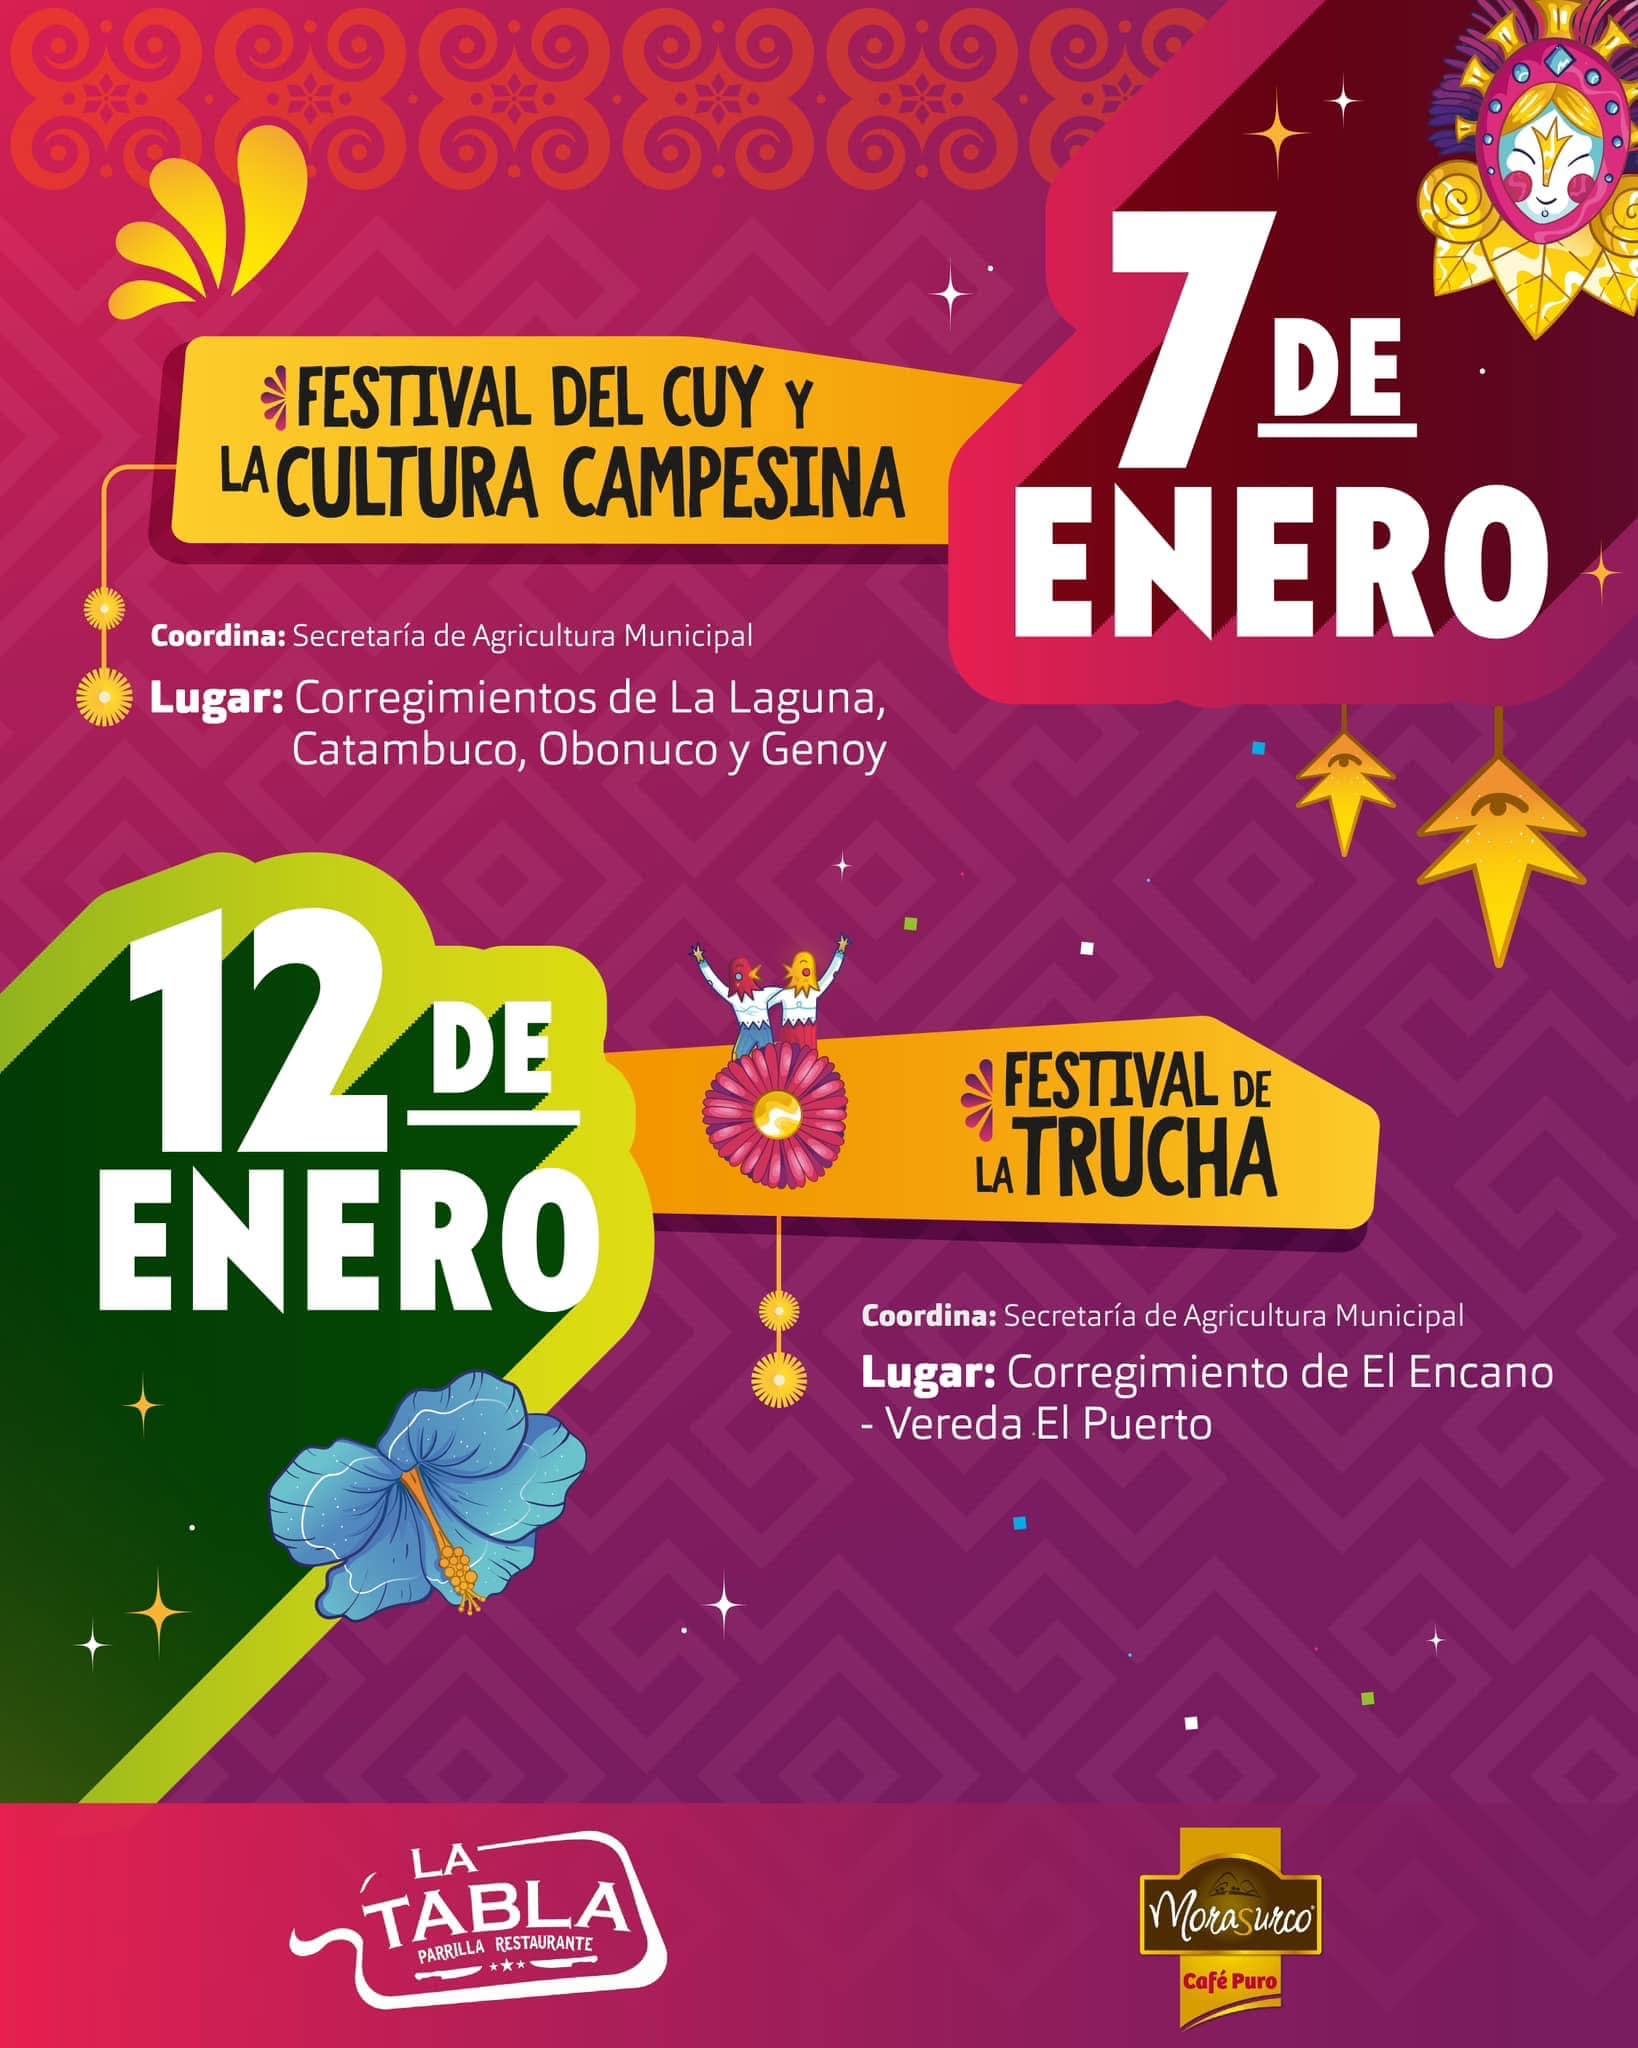 7 DE
ENERO
FESTIVAL DEL CUY Y
LA CULTURA CAMPESINA
Coordina: Secretaría de Agricultura Municipal
Lugar: Corregimientos de La Laguna,
Catambuco, Obonuco y Genoy
12 DE
ENERO
FESTIVAL DE
LA TRUCHA
Coordina: Secretaría de Agricultura Municipal
Lugar: Corregimiento de El Encano
- Vereda El Puerto
LA
TABLA
PARRILLA RESTAURANTE
Morasurco®
Café Puro